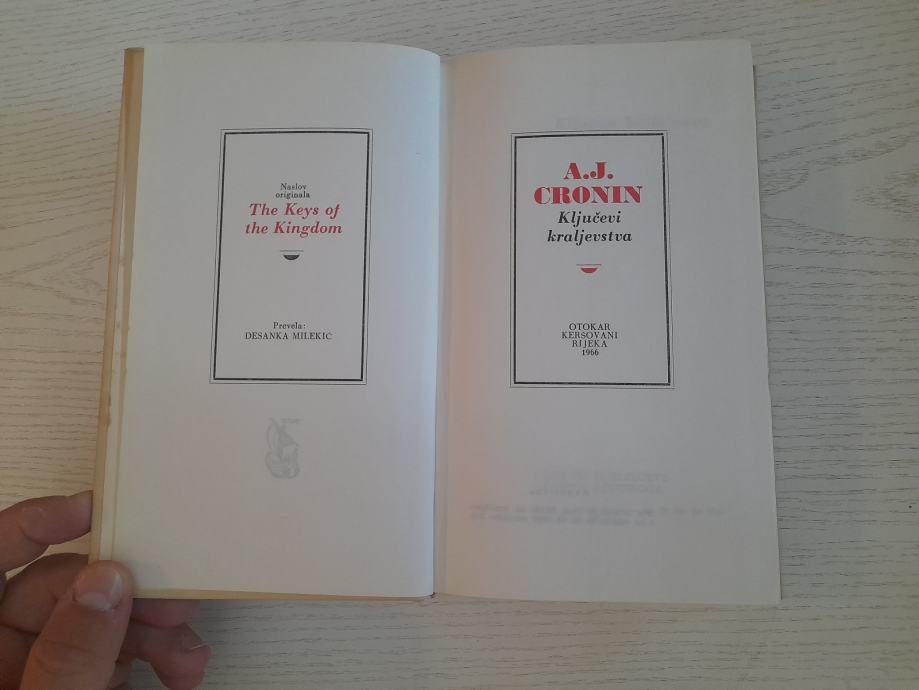 Naslov
originala
The Keys of
the Kingdom
Prevela:
DESANKA MILEKIĆ
A.J.
CRONIN
Ključevi
kraljevstva
OTOKAR
KERSOVANI
RIJEKA
1966